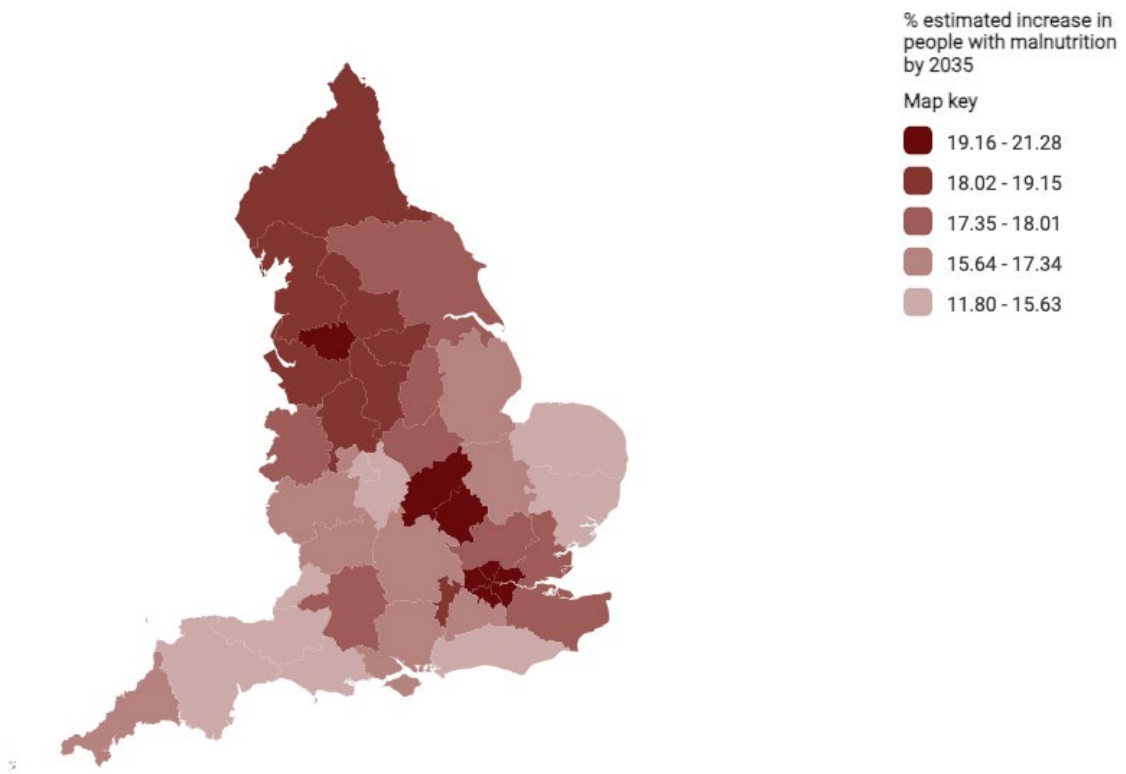 % estimated increase in
people with malnutrition
by 2035
Map key
19.16 - 21.28
18.02 - 19.15
17.35 - 18.01
15.64 - 17.34
11.80 - 15.63